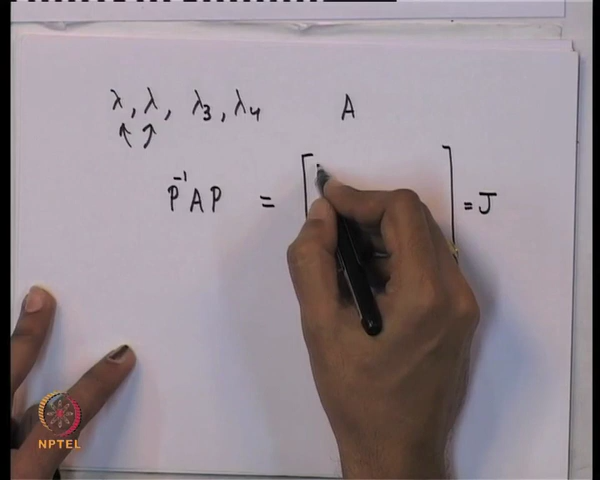 λ, λ, λ₃, λ₄ A
P⁻¹AP = [ ] = J
NPTEL